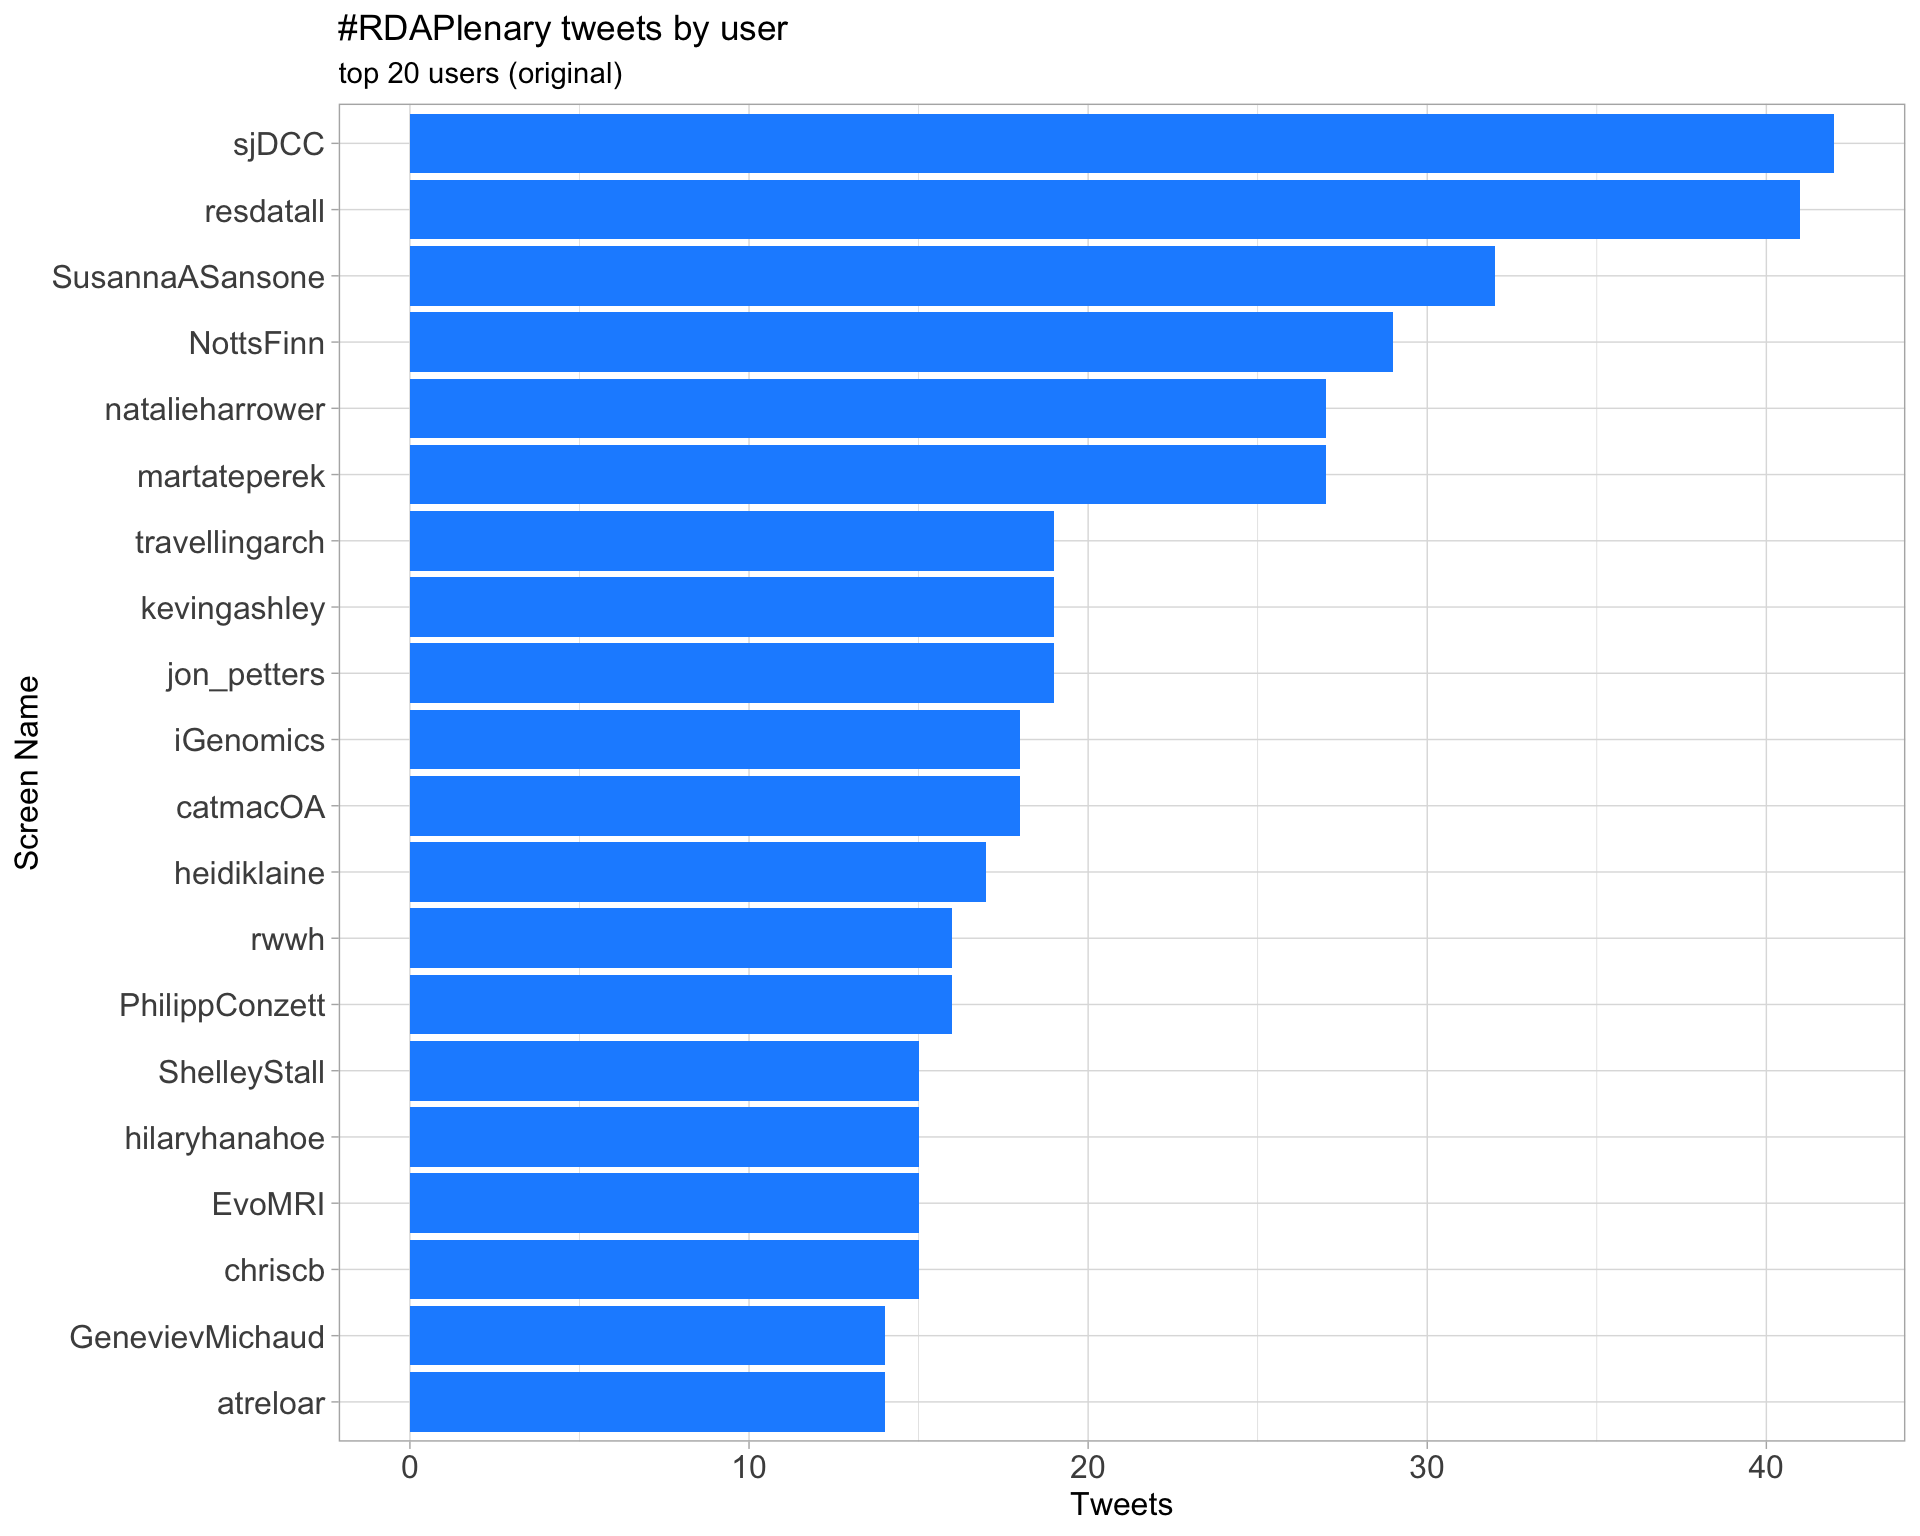 #RDAPlenary tweets by user
top 20 users (original)
sjDCC
resdatall
SusannaASansone
NottsFinn
natalieharrower
martateperek
travellingarch
kevingashley
jon_petters
iGenomics
catmacOA
heidiklaine
rwwh
PhilippConzett
ShelleyStall
hilaryhanahoe
EvoMRI
chriscb
GenevievMichaud
atreloar
Screen Name
0 10 20 30 40
Tweets